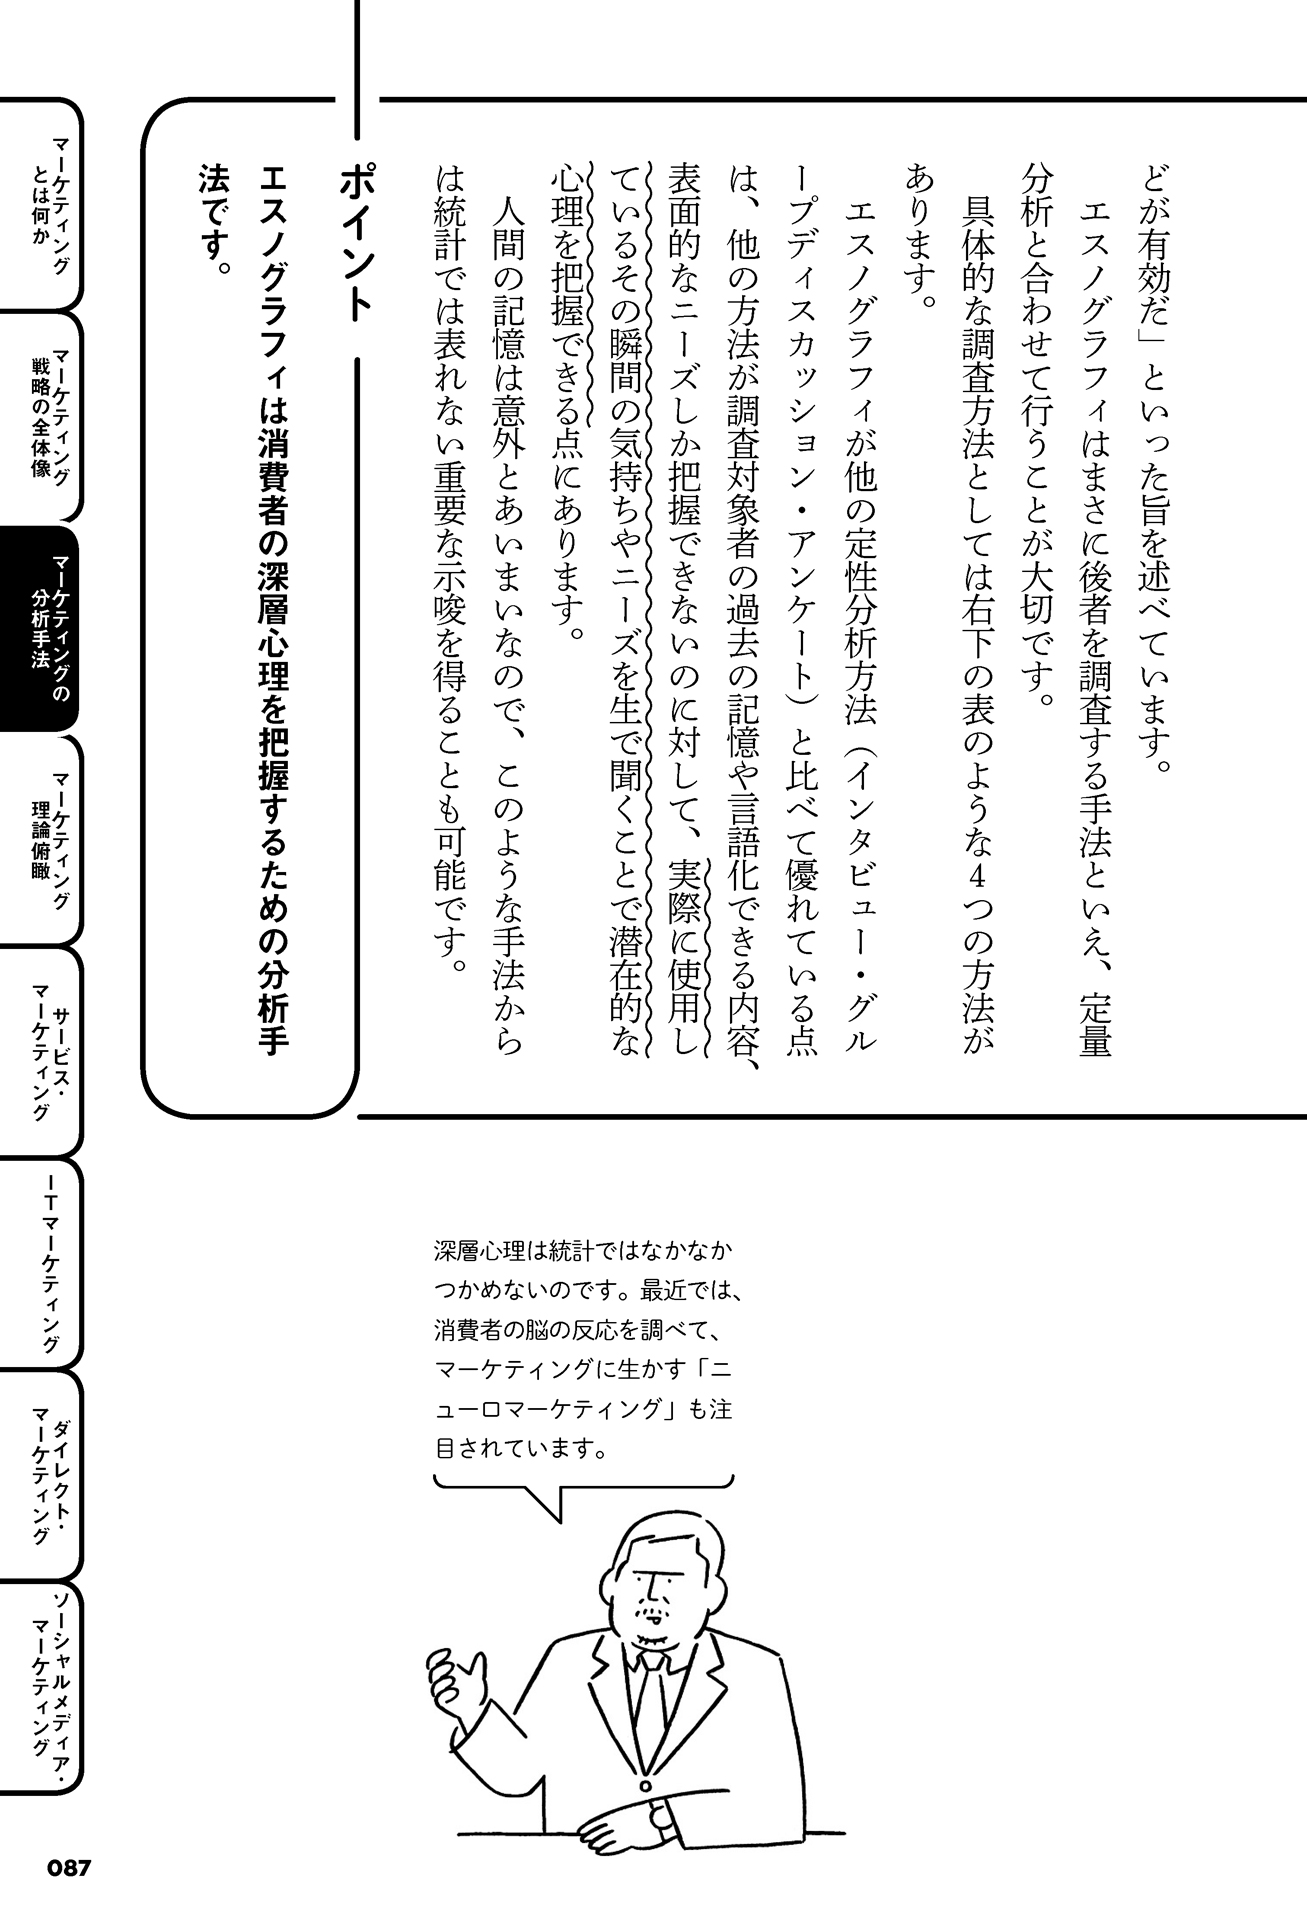 どが有効だ」といった旨を述べています。
エスノグラフィはまさに後者を調査する手法といえ、定量
分析と合わせて行うことが大切です。
具体的な調査方法としては右下の表のような4つの方法が
あります。
エスノグラフィが他の定性分析方法（インタビュー・グル
ープディスカッション・アンケート）と比べて優れている点
は、他の方法が調査対象者の過去の記憶や言語化できる内容、
表面的なニーズしか把握できないのに対して、実際に使用し
ているその瞬間の気持ちやニーズを生で聞くことで潜在的な
心理を把握できる点にあります。
人間の記憶は意外とあいまいなので、このような手法から
は統計では表れない重要な示唆を得ることも可能です。
ポイント
エスノグラフィは消費者の深層心理を把握するための分析手
法です。
深層心理は統計ではなかなか
つかめないのです。最近では、
消費者の脳の反応を調べて、
マーケティングに生かす「ニ
ューロマーケティング」も注
目されています。
マーケティング
とは何か
マーケティング
戦略の全体像
マーケティングの
分析手法
マーケティング
理論俯瞰
サービス・
マーケティング
ITマーケティング
ダイレクト・
マーケティング
ソーシャルメディア・
マーケティング
087